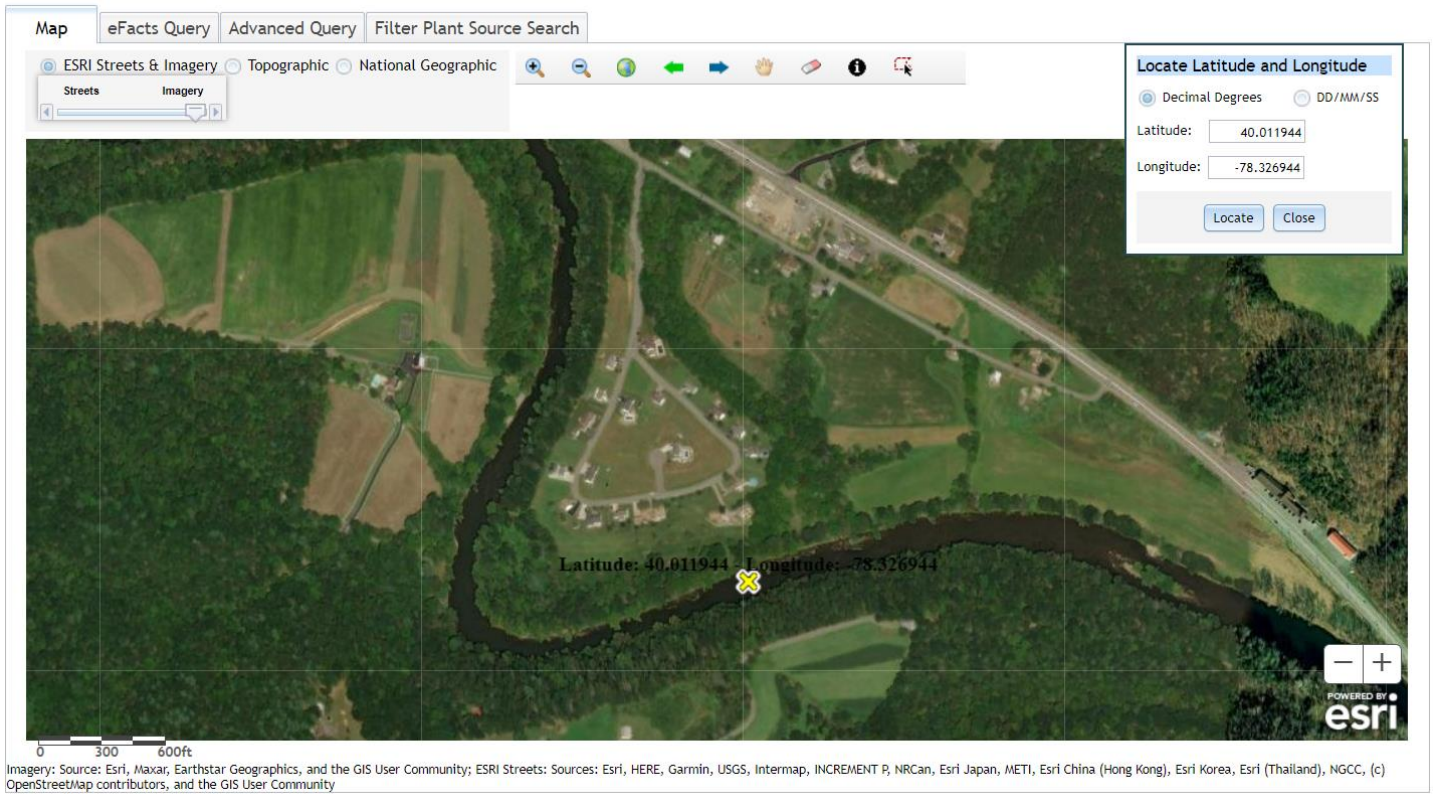 Map eFacts Query Advanced Query Filter Plant Source Search
ESRI Streets & Imagery Topographic National Geographic
Streets Imagery
Locate Latitude and Longitude
Decimal Degrees DD/MM/SS
Latitude: 40.011944
Longitude: -78.326944
Locate Close
Latitude: 40.011944 - Longitude: -78.326944
POWERED BY
esri
0 300 600ft
Imagery: Source: Esri, Maxar, Earthstar Geographics, and the GIS User Community; ESRI Streets: Sources: Esri, HERE, Garmin, USGS, Intermap, INCREMENT P, NRCan, Esri Japan, METI, Esri China (Hong Kong), Esri Korea, Esri (Thailand), NGCC, (c)
OpenStreetMap contributors, and the GIS User Community